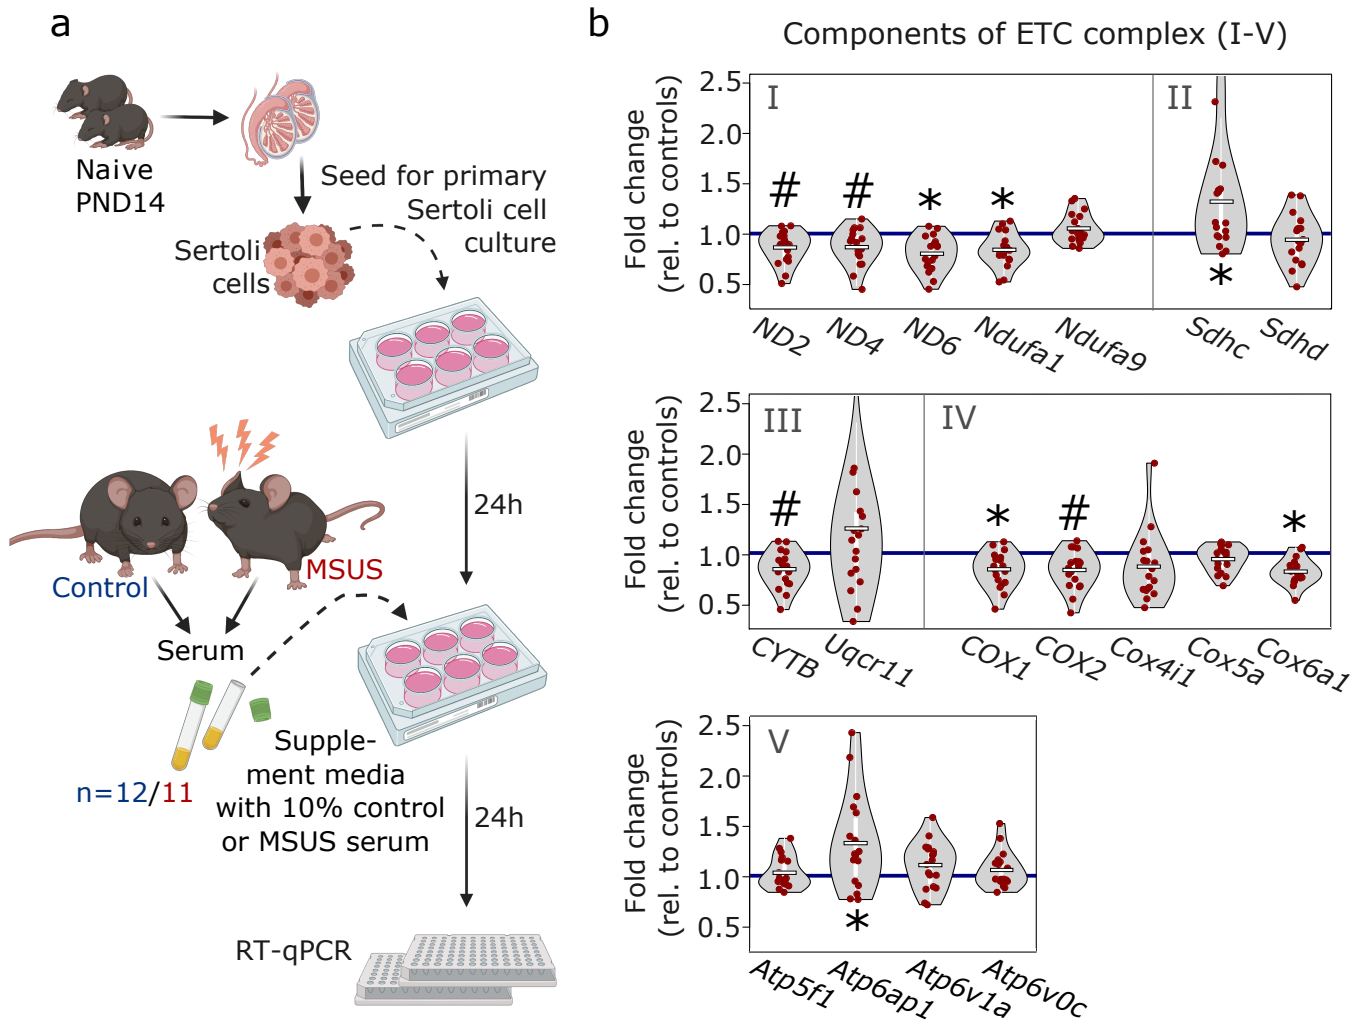 a
Naive
PND14
Seed for primary
Sertoli cell
culture
Sertoli
cells
24h
Control
MSUS
Serum
n=12/11
Supple-
ment media
with 10% control
or MSUS serum
24h
RT-qPCR
b
Components of ETC complex (I-V)
Fold change
(rel. to controls)
2.5
2.0
1.5
1.0
0.5
I
II
# # * *
*
ND2
ND4
ND6
Ndufa1
Ndufa9
Sdhc
Sdhd
Fold change
(rel. to controls)
2.5
2.0
1.5
1.0
0.5
III
IV
# * # *
CYTB
Uqcr11
COX1
COX2
Cox4i1
Cox5a
Cox6a1
Fold change
(rel. to controls)
2.5
2.0
1.5
1.0
0.5
V
*
Atp5f1
Atp6ap1
Atp6v1a
Atp6v0c